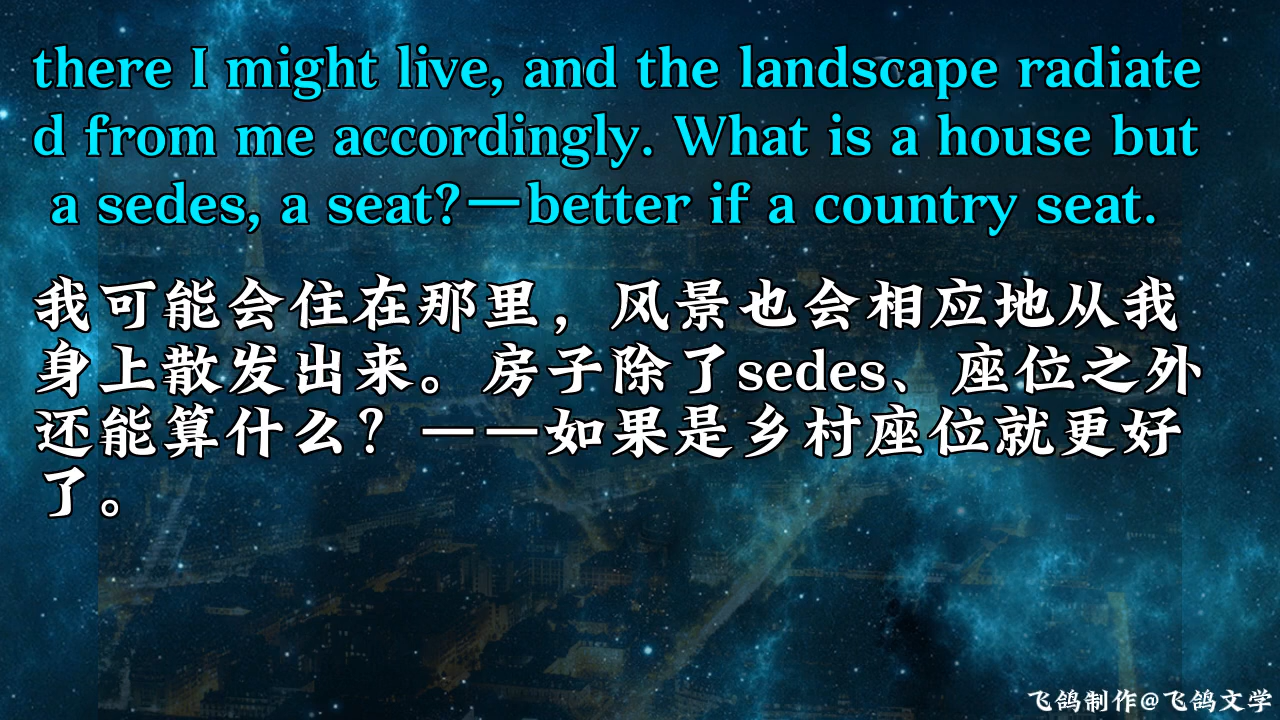 there I might live, and the landscape radiate
d from me accordingly. What is a house but
a sedes, a seat?—better if a country seat.
我可能会住在那里，风景也会相应地从我
身上散发出来。房子除了sedes、座位之外
还能算什么？——如果是乡村座位就更好
了。
飞鸽制作@飞鸽文学